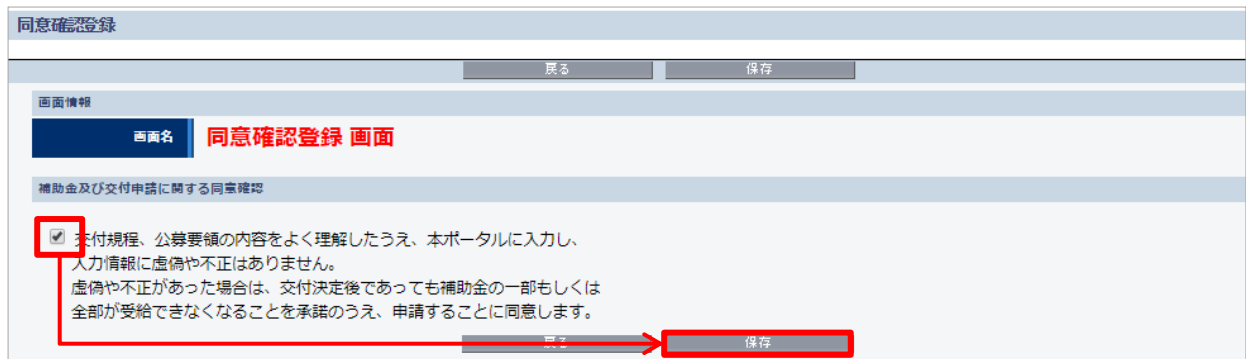 同意確認登録
戻る 保存
画面情報
画面名 同意確認登録 画面
補助金及び交付申請に関する同意確認
交付規程、公募要領の内容をよく理解したうえ、本ポータルに入力し、
入力情報に虚偽や不正はありません。
虚偽や不正があった場合は、交付決定後であっても補助金の一部もしくは
全部が受給できなくなることを承諾のうえ、申請することに同意します。
戻る 保存